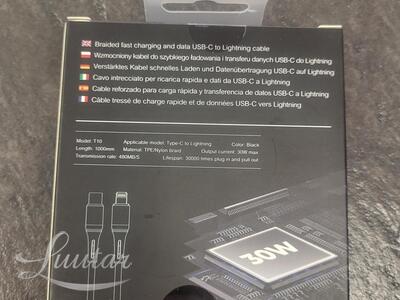 Braided fast charging and data USB-C to Lightning cable
Wzmocniony kabel do szybkiego ładowania i transferu danych USB-C do Lightning
Verstärktes Kabel schnelles Laden und Datenübertragung USB-C auf Lightning
Cavo intrecciato per ricarica rapida e dati da USB-C a Lightning
Cable reforzado para carga rápida y transferencia de datos USB-C a Lightning
Câble tressé de charge rapide et de données USB-C vers Lightning
Model: T10 Applicable model: Type-C to Lightning Color: Black
Length: 1000mm Material: TPE/Nylon Braid Output current: 30W max
Transmission rate: 480MB/S Lifespan: 30000 times plug in and pull out
30W
Luutar